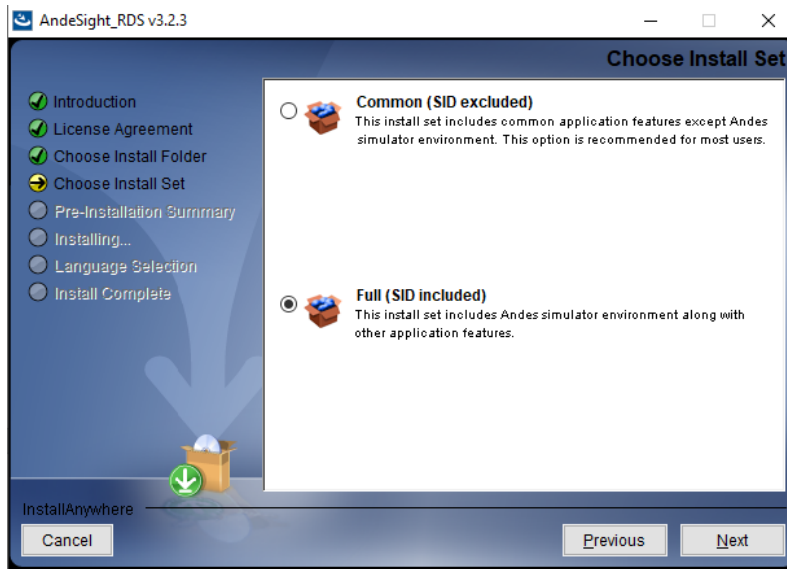 AndeSight_RDS v3.2.3
Choose Install Set
Introduction
License Agreement
Choose Install Folder
Choose Install Set
Pre-Installation Summary
Installing...
Language Selection
Install Complete
Common (SID excluded)
This install set includes common application features except Andes
simulator environment. This option is recommended for most users.
Full (SID included)
This install set includes Andes simulator environment along with
other application features.
InstallAnywhere
Cancel
Previous
Next